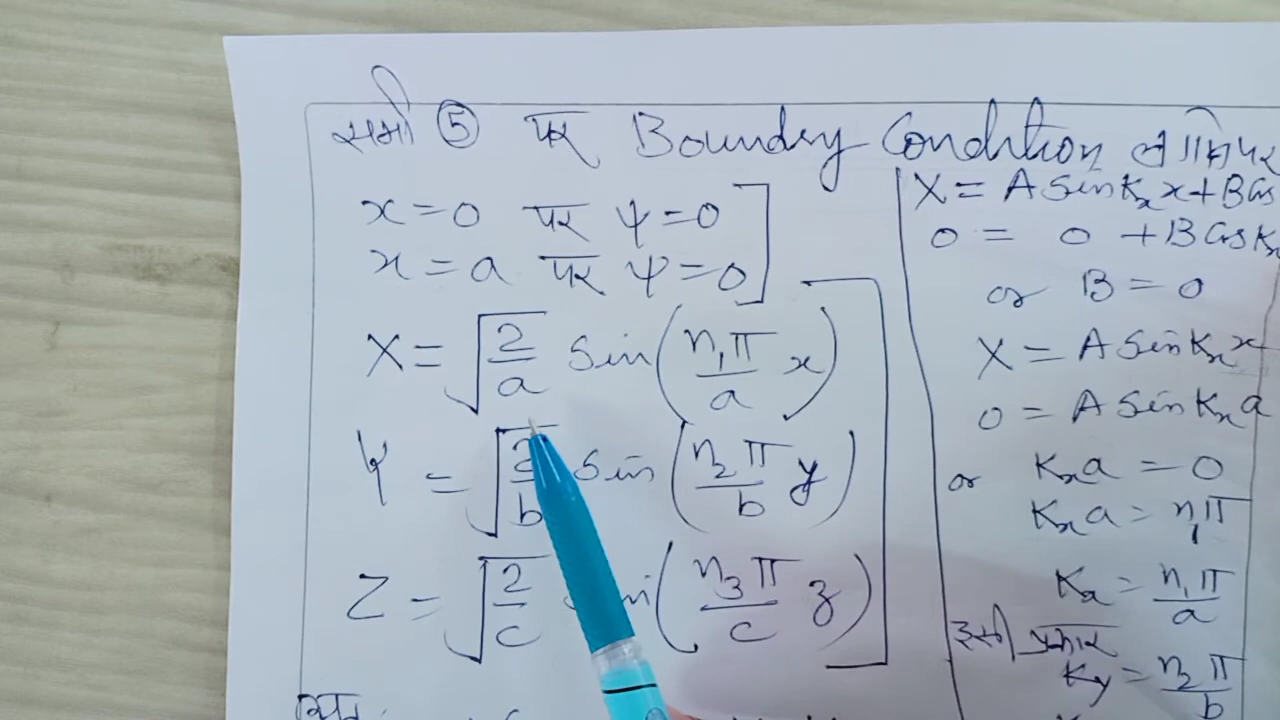 समी ⑤ पर Boundry Condition लगानेपर
x = 0 पर ψ = 0
x = a पर ψ = 0
X = √(2/a) Sin(n₁π/a x)
Y = √(2/b) Sin(n₂π/b y)
Z = √(2/c) Sin(n₃π/c z)
X = A Sin Kₓx + B Cos
0 = 0 + B Cos Kₓ
or B = 0
X = A Sin Kₓx
0 = A Sin Kₓa
or Kₓa = 0
Kₓa = n₁π
Kₓ = n₁π/a
इसी प्रकार
Ky = n₂π/b